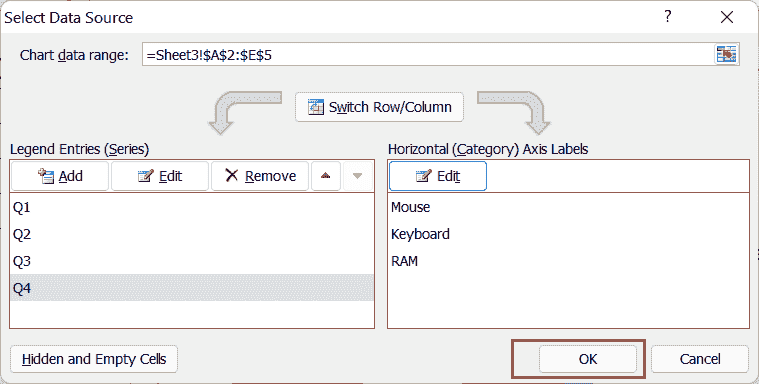 Select Data Source ? ×
Chart data range: =Sheet3!$A$2:$E$5
Switch Row/Column
Legend Entries (Series)
Add Edit Remove
Q1
Q2
Q3
Q4
Horizontal (Category) Axis Labels
Edit
Mouse
Keyboard
RAM
Hidden and Empty Cells
OK Cancel